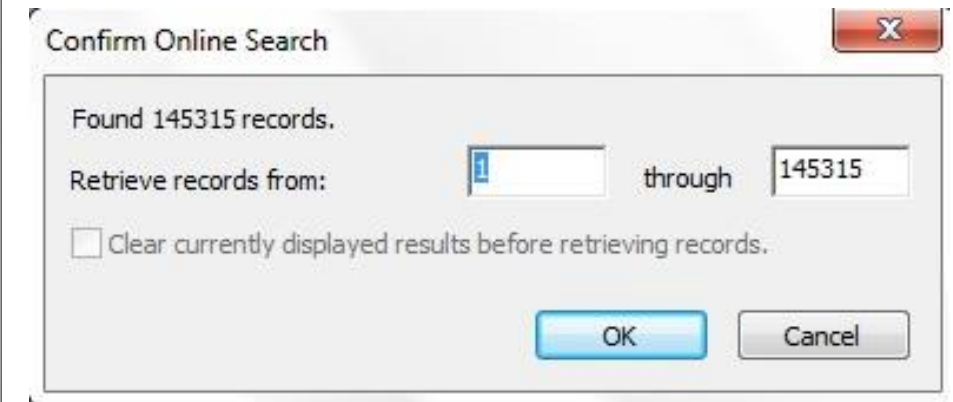 Confirm Online Search
Found 145315 records.
Retrieve records from: 1 through 145315
Clear currently displayed results before retrieving records.
OK Cancel